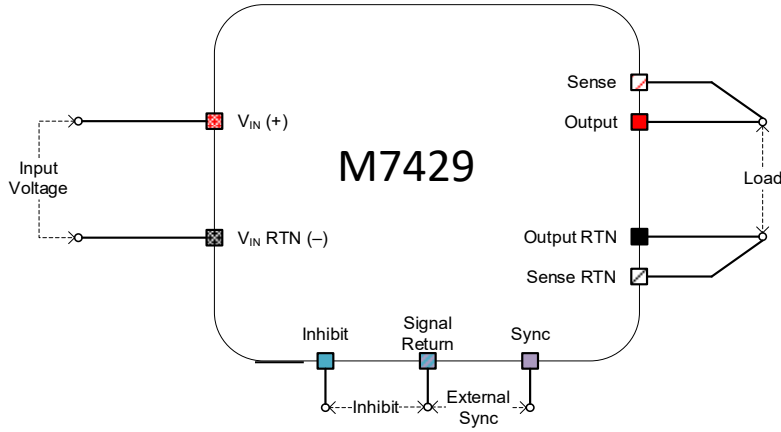 Sense
V_IN (+)
Output
M7429
Input
Voltage
Load
V_IN RTN (–)
Output RTN
Sense RTN
Inhibit
Signal
Return
Sync
Inhibit
External
Sync